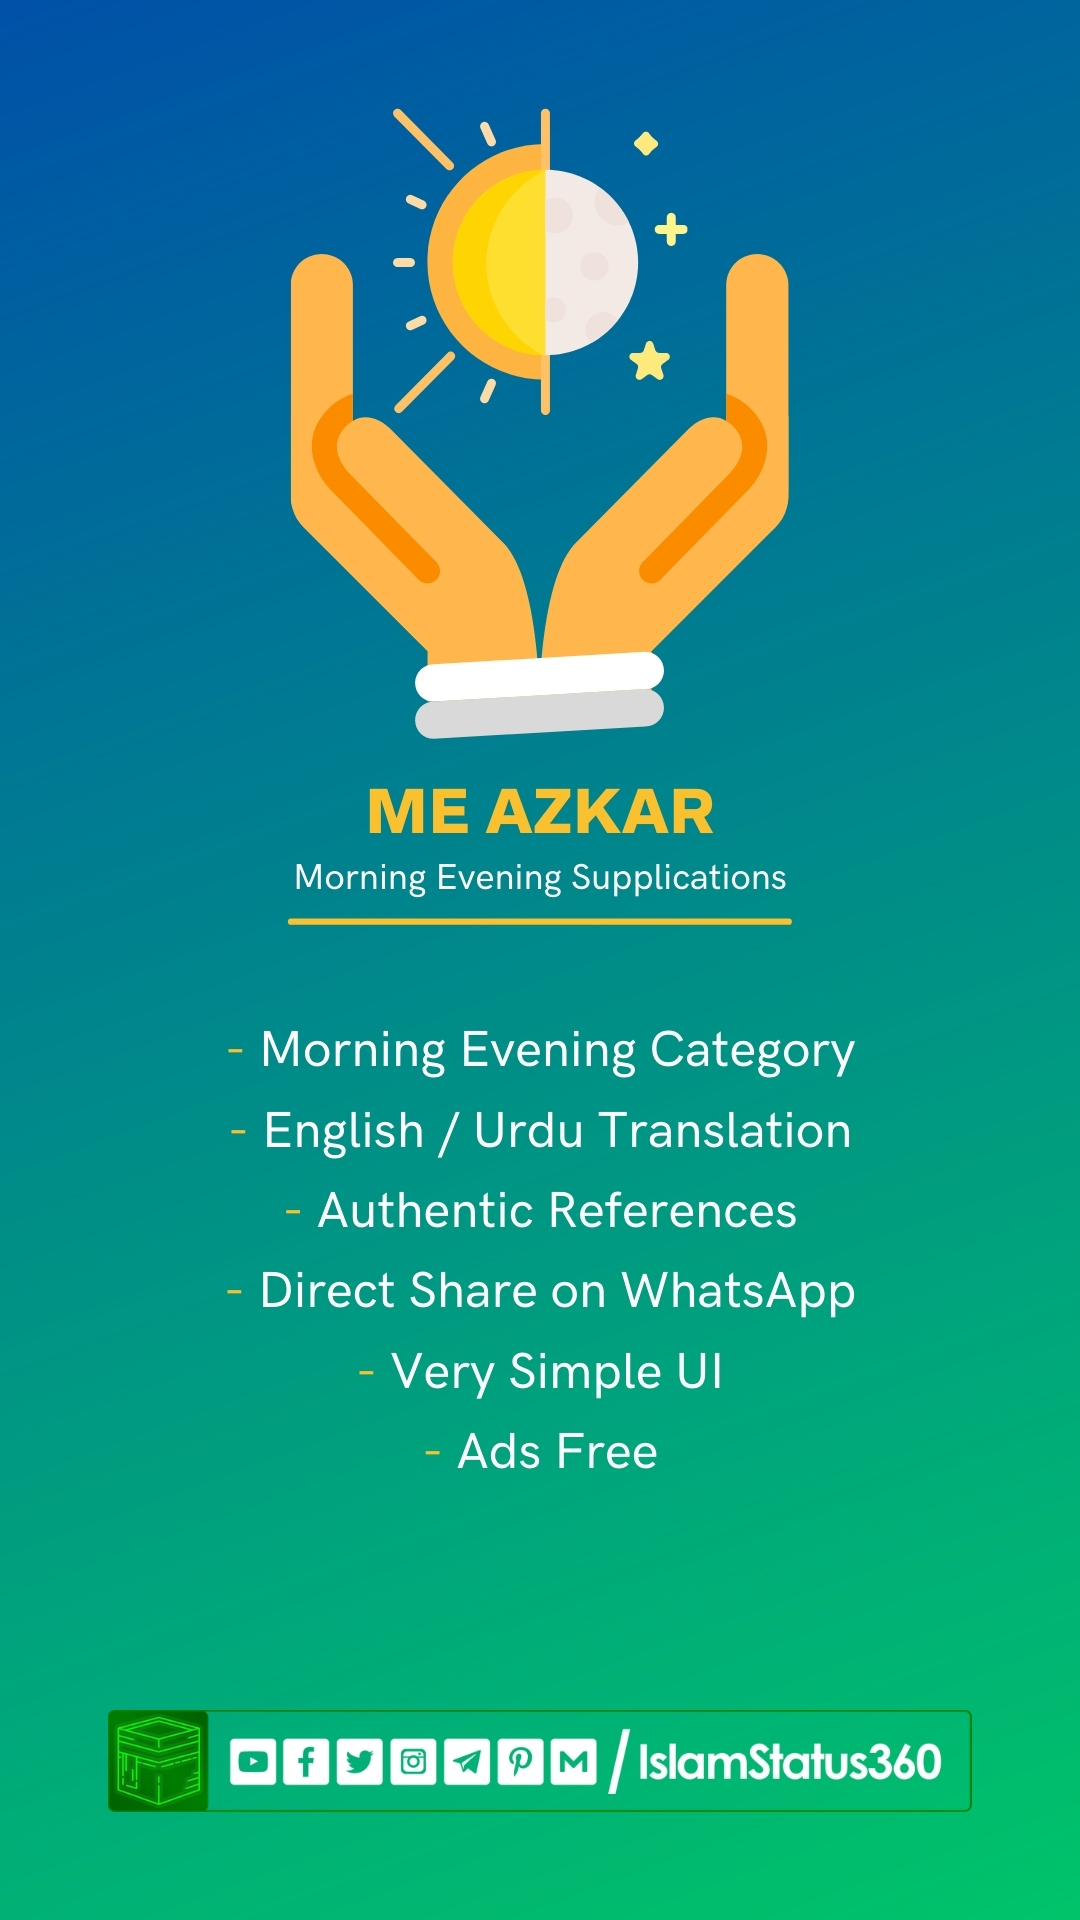 ME AZKAR
Morning Evening Supplications
- Morning Evening Category
- English / Urdu Translation
- Authentic References
- Direct Share on WhatsApp
- Very Simple UI
- Ads Free
/IslamStatus360